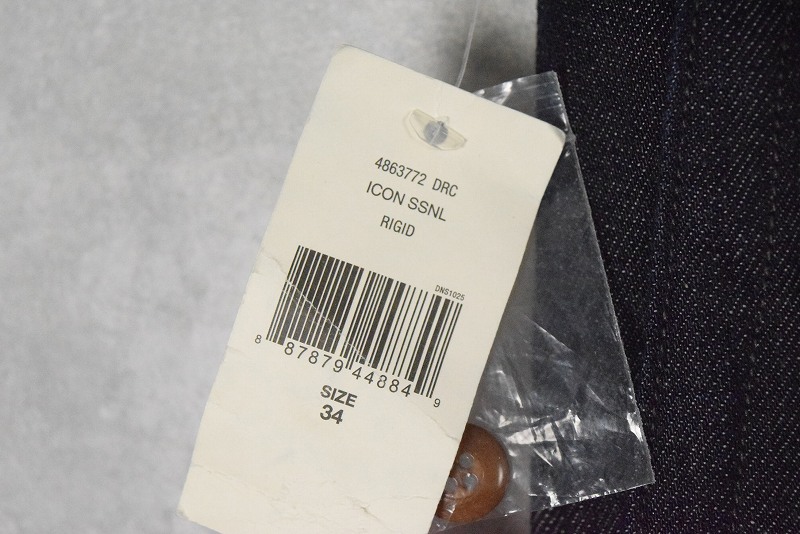 4863772 DRC
ICON SSNL
RIGID
DNS1025
8 87879 44884 9
SIZE
34